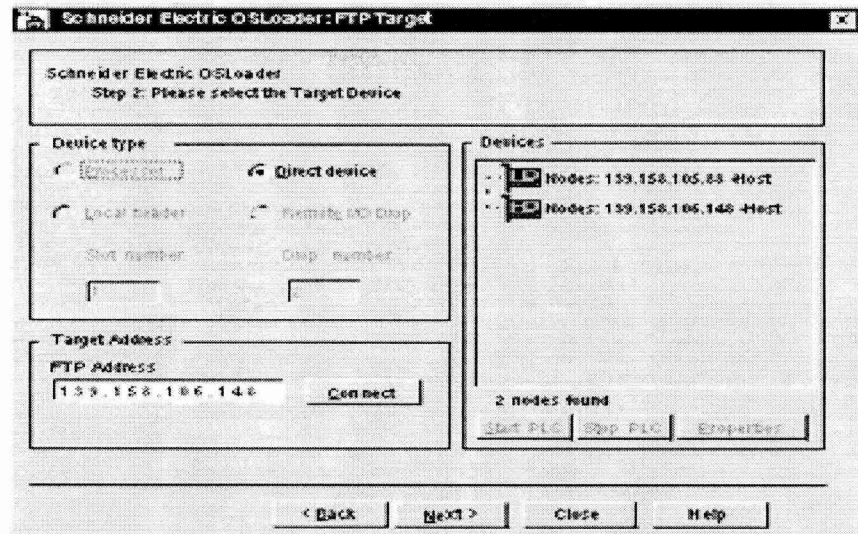 Schneider Electric OSLoader : FTP Target
Schneider Electric OSLoader
Step 2: Please select the Target Device
Device type
Processor
Direct device
Local header
Remote I/O Drop
Slot number
Drop number
Target Address
FTP Address
139.158.106.148
Connect
Devices
Nodes: 139.158.105.88 -Host
Nodes: 139.158.106.148 -Host
2 nodes found
Start PLC
Stop PLC
Properties
< Back
Next >
Close
Help